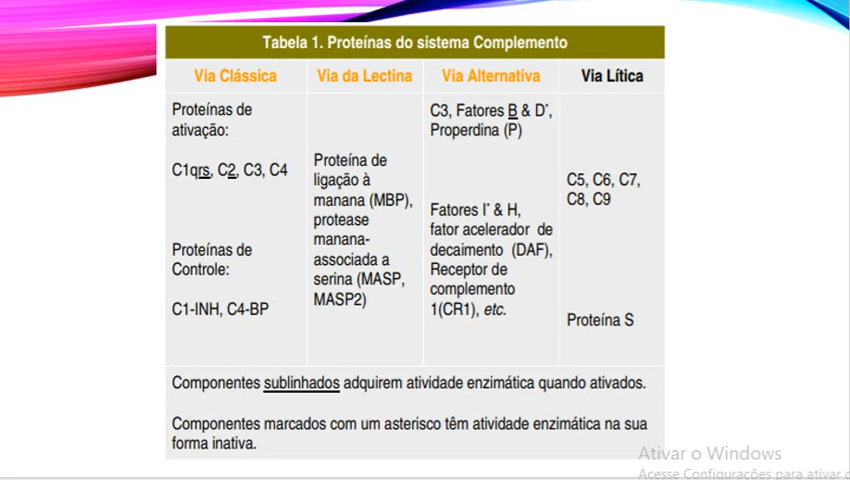 Tabela 1. Proteínas do sistema Complemento
Via Clássica
Via da Lectina
Via Alternativa
Via Lítica
Proteínas de
ativação:
C1qrs, C2, C3, C4
Proteínas de
Controle:
C1-INH, C4-BP
Proteína de
ligação à
manana (MBP),
protease
manana-
associada a
serina (MASP,
MASP2)
C3, Fatores B & D*,
Properdina (P)
Fatores I* & H,
fator acelerador de
decaimento (DAF),
Receptor de
complemento
1(CR1), etc.
C5, C6, C7,
C8, C9
Proteína S
Componentes sublinhados adquirem atividade enzimática quando ativados.
Componentes marcados com um asterisco têm atividade enzimática na sua
forma inativa.
Ativar o Windows
Acesse Configurações para ativar o